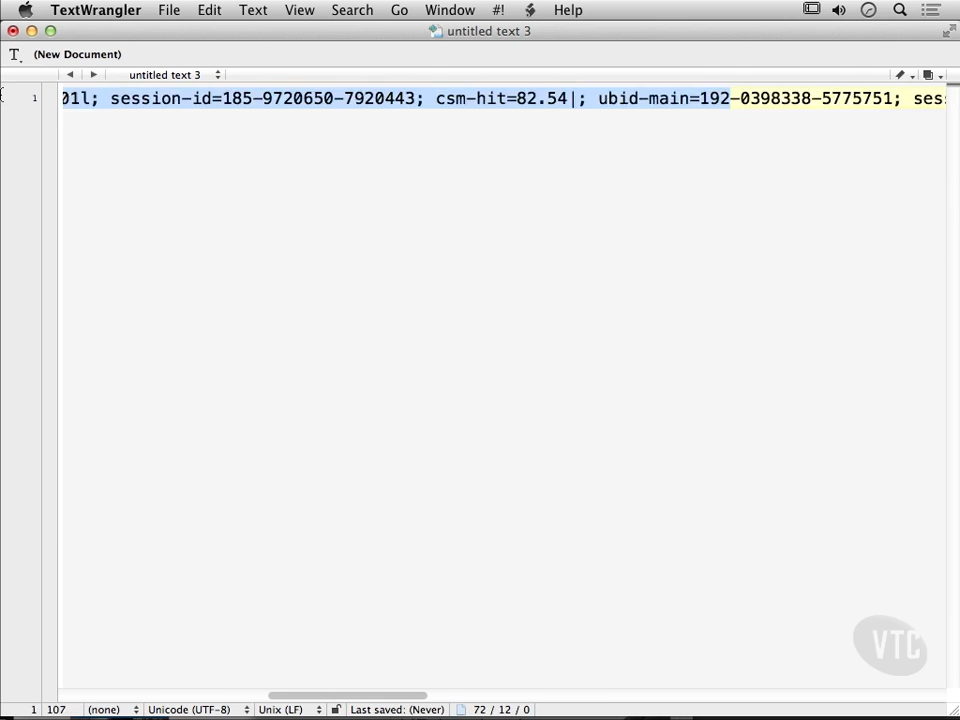 TextWrangler File Edit Text View Search Go Window #! Help
untitled text 3
T. (New Document)
untitled text 3
1 01l; session-id=185-9720650-7920443; csm-hit=82.54|; ubid-main=192-0398338-5775751; ses
VTC
1 107 (none) Unicode (UTF-8) Unix (LF) Last saved: (Never) 72 / 12 / 0